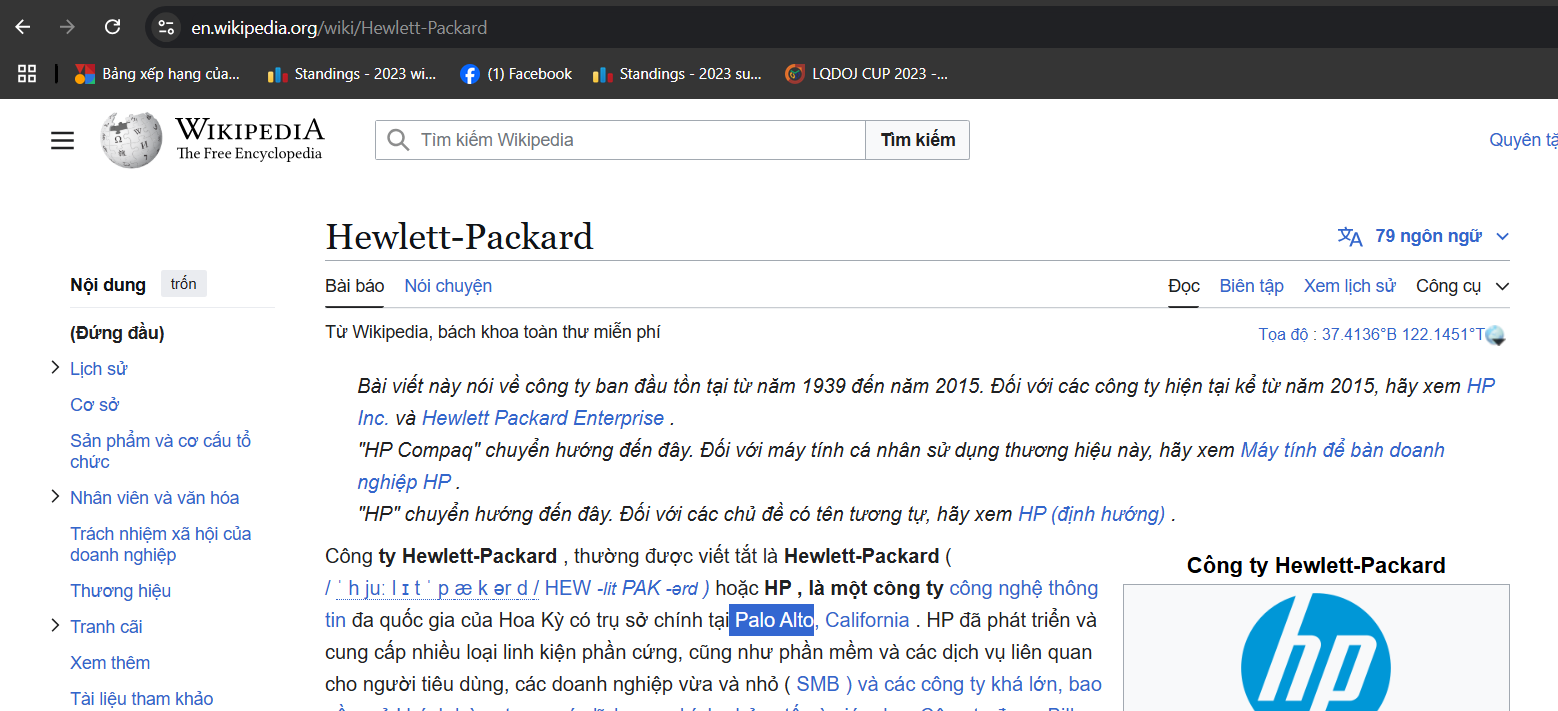 en.wikipedia.org/wiki/Hewlett-Packard
Bảng xếp hạng của... Standings - 2023 wi... (1) Facebook Standings - 2023 su... LQDOJ CUP 2023 -...
WIKIPEDIA
The Free Encyclopedia
Tìm kiếm Wikipedia Tìm kiếm
Quyên
Hewlett-Packard
79 ngôn ngữ
Nội dung trốn
Bài báo Nói chuyện Đọc Biên tập Xem lịch sử Công cụ
(Đứng đầu)
Lịch sử
Cơ sở
Sản phẩm và cơ cấu tổ
chức
Nhân viên và văn hóa
Trách nhiệm xã hội của
doanh nghiệp
Thương hiệu
Tranh cãi
Xem thêm
Tài liệu tham khảo
Từ Wikipedia, bách khoa toàn thư miễn phí
Tọa độ : 37.4136°B 122.1451°T
Bài viết này nói về công ty ban đầu tồn tại từ năm 1939 đến năm 2015. Đối với các công ty hiện tại kể từ năm 2015, hãy xem HP
Inc. và Hewlett Packard Enterprise .
"HP Compaq" chuyển hướng đến đây. Đối với máy tính cá nhân sử dụng thương hiệu này, hãy xem Máy tính để bàn doanh
nghiệp HP .
"HP" chuyển hướng đến đây. Đối với các chủ đề có tên tương tự, hãy xem HP (định hướng) .
Công ty Hewlett-Packard , thường được viết tắt là Hewlett-Packard (
/ ˈ h juː l ɪ t ˈ p æ k ər d / HEW -lit PAK -ərd ) hoặc HP , là một công ty công nghệ thông
tin đa quốc gia của Hoa Kỳ có trụ sở chính tại Palo Alto, California . HP đã phát triển và
cung cấp nhiều loại linh kiện phần cứng, cũng như phần mềm và các dịch vụ liên quan
cho người tiêu dùng, các doanh nghiệp vừa và nhỏ ( SMB ) và các công ty khá lớn, bao
Công ty Hewlett-Packard
hp